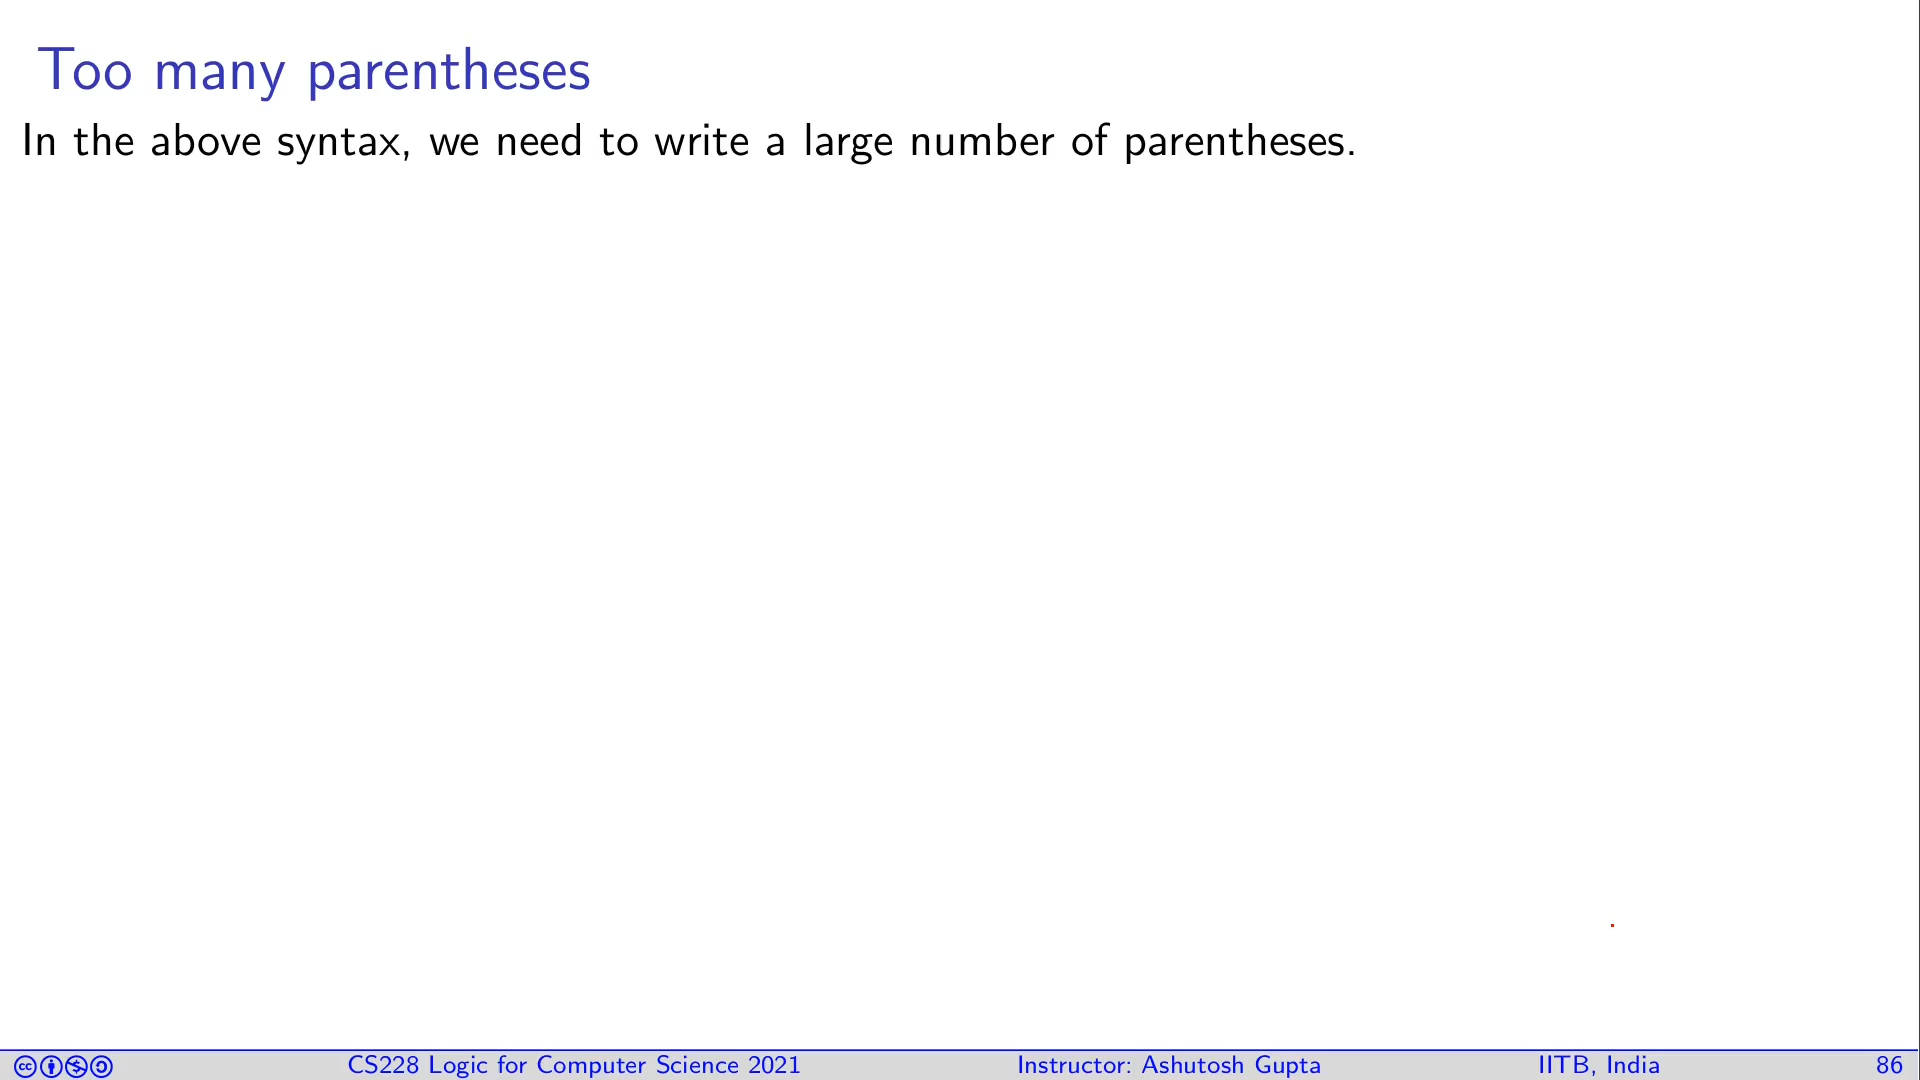 Too many parentheses
In the above syntax, we need to write a large number of parentheses.
CS228 Logic for Computer Science 2021 Instructor: Ashutosh Gupta IITB, India 86